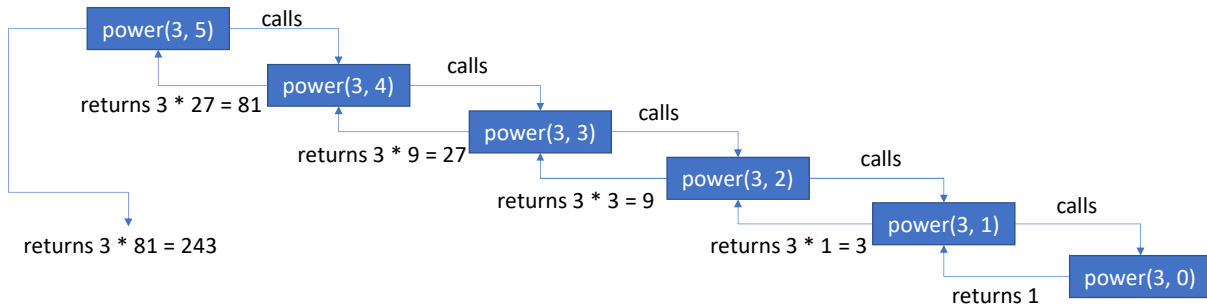 power(3, 5)
calls
power(3, 4)
calls
returns 3 * 27 = 81
power(3, 3)
calls
returns 3 * 9 = 27
power(3, 2)
calls
returns 3 * 3 = 9
power(3, 1)
calls
returns 3 * 81 = 243
returns 3 * 1 = 3
power(3, 0)
returns 1